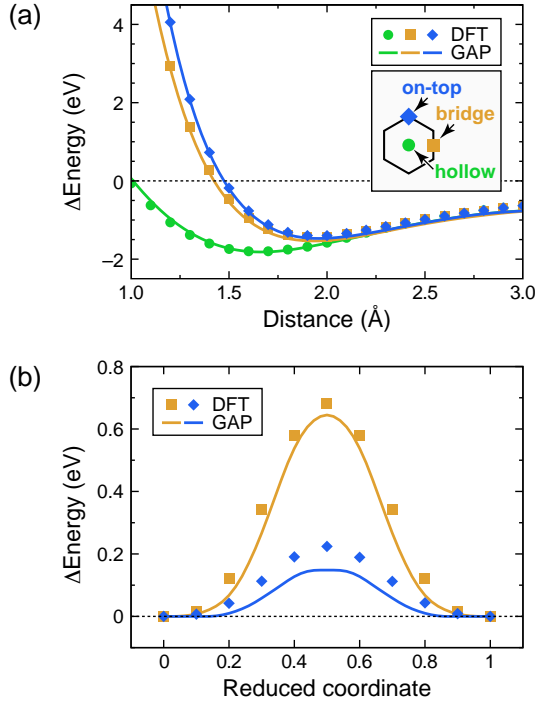 (a)
DFT
GAP
on-top
bridge
hollow
ΔEnergy (eV)
4
2
0
−2
1.0
1.5
2.0
2.5
3.0
Distance (Å)
(b)
DFT
GAP
ΔEnergy (eV)
0.8
0.6
0.4
0.2
0
0
0.2
0.4
0.6
0.8
1
Reduced coordinate